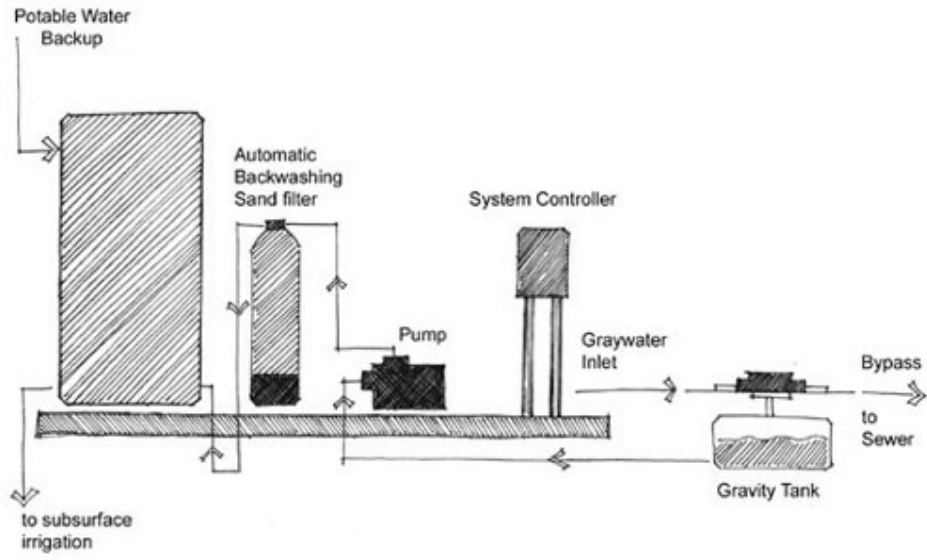 Potable Water
Backup
Automatic
Backwashing
Sand filter
System Controller
Pump
Graywater
Inlet
Bypass
to
Sewer
Gravity Tank
to subsurface
irrigation